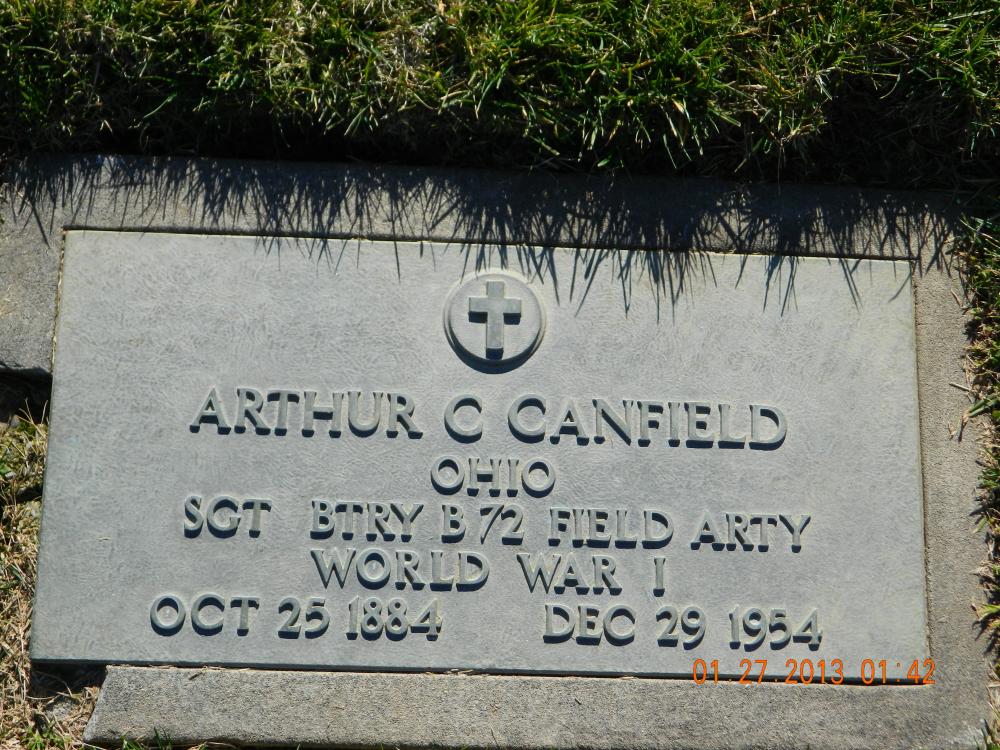 ARTHUR C CANFIELD
OHIO
SGT BTRY B 72 FIELD ARTY
WORLD WAR I
OCT 25 1884 DEC 29 1954
01 27 2013 01:42